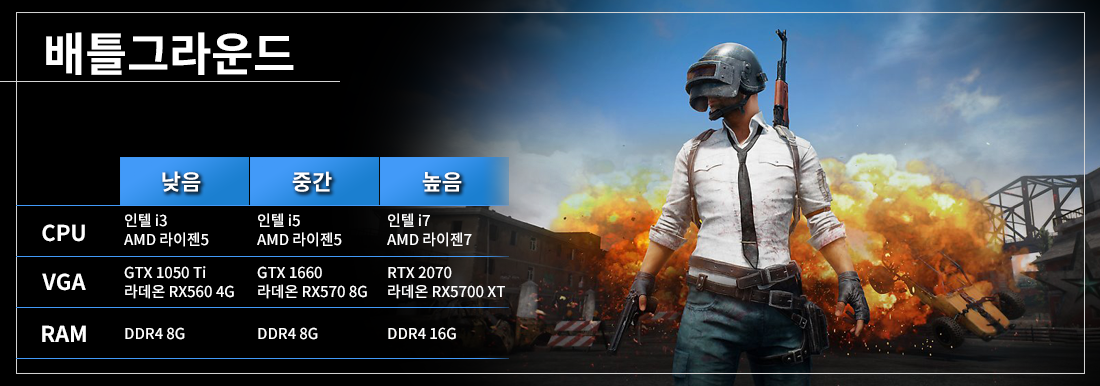 배틀그라운드
낮음 중간 높음
CPU 인텔 i3 인텔 i5 인텔 i7
AMD 라이젠5 AMD 라이젠5 AMD 라이젠7
VGA GTX 1050 Ti GTX 1660 RTX 2070
라데온 RX560 4G 라데온 RX570 8G 라데온 RX5700 XT
RAM DDR4 8G DDR4 8G DDR4 16G